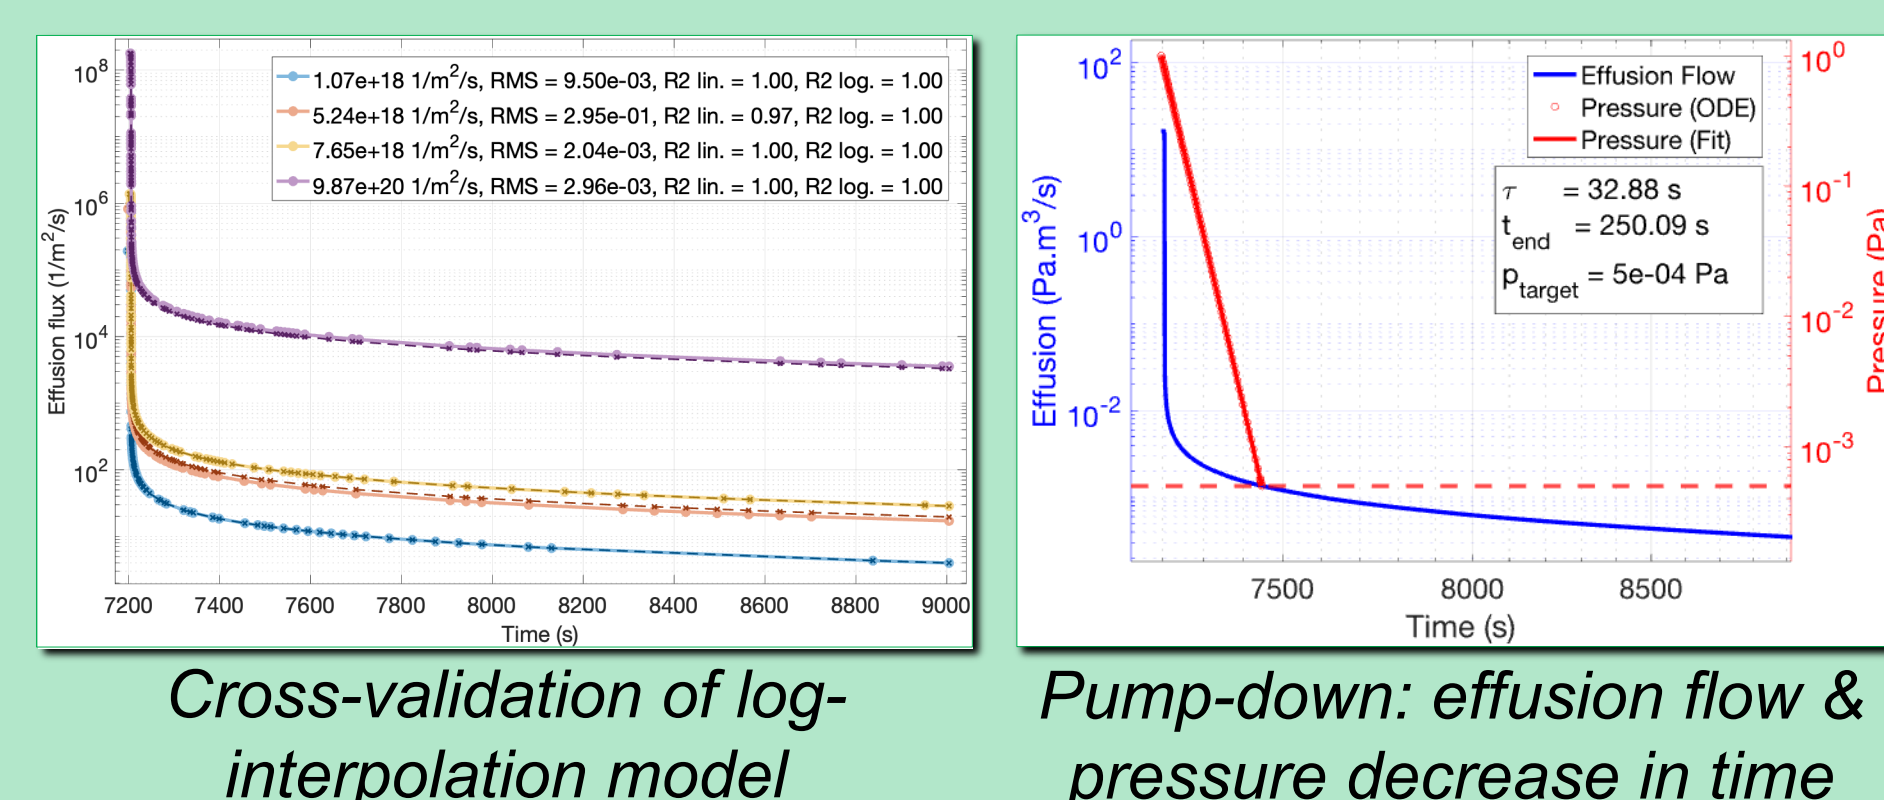 10^8
10^6
10^4
10^2
Effusion flux (1/m^2/s)
1.07e+18 1/m^2/s, RMS = 9.50e-03, R2 lin. = 1.00, R2 log. = 1.00
5.24e+18 1/m^2/s, RMS = 2.95e-01, R2 lin. = 0.97, R2 log. = 1.00
7.65e+18 1/m^2/s, RMS = 2.04e-03, R2 lin. = 1.00, R2 log. = 1.00
9.87e+20 1/m^2/s, RMS = 2.96e-03, R2 lin. = 1.00, R2 log. = 1.00
7200 7400 7600 7800 8000 8200 8400 8600 8800 9000
Time (s)
Cross-validation of log-
interpolation model
10^2
10^0
10^-2
Effusion (Pa.m^3/s)
Effusion Flow
Pressure (ODE)
Pressure (Fit)
τ = 32.88 s
t_end = 250.09 s
p_target = 5e-04 Pa
10^0
10^-1
10^-2
10^-3
Pressure (Pa)
7500 8000 8500
Time (s)
Pump-down: effusion flow &
pressure decrease in time